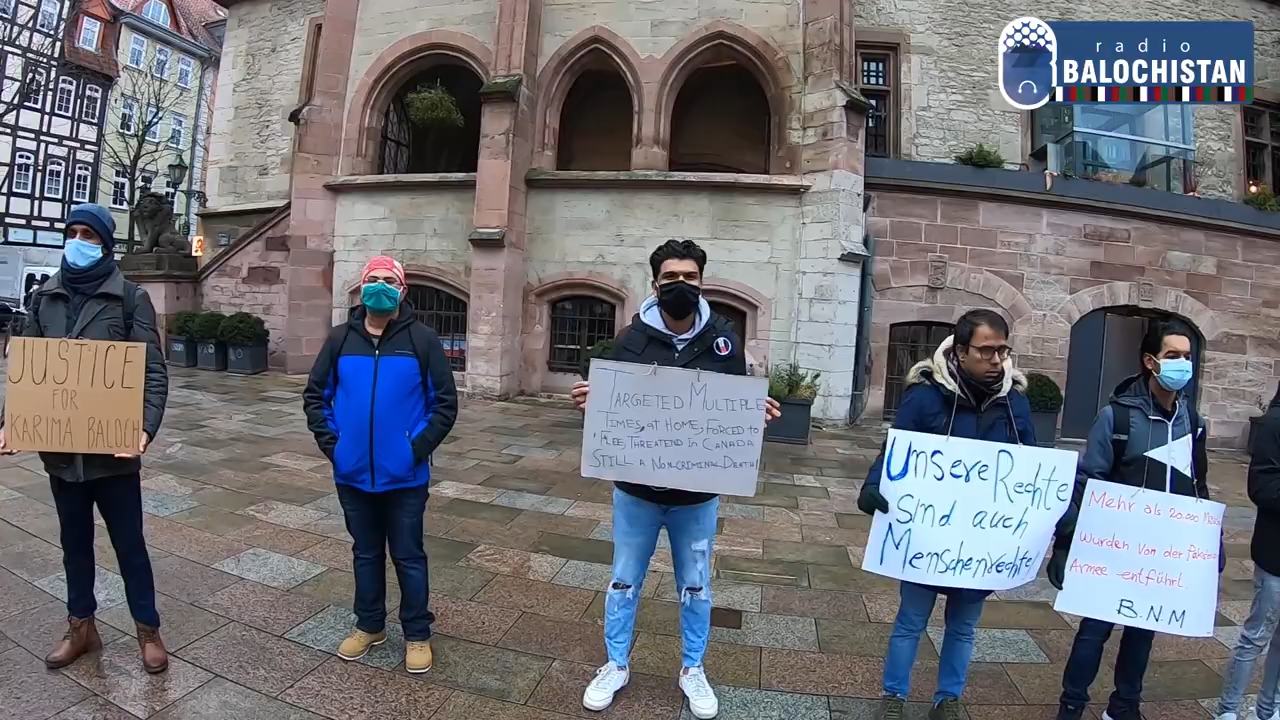 radio
BALOCHISTAN
JUSTICE
FOR
KARIMA BALOCH
TARGETED MULTIPLE
TIMES, AT HOME, FORCED TO
FLEE, THREATEND IN CANADA
STILL A NON-CRIMINAL DEATH!
Unsere Rechte
sind auch
Menschenrechte!
Mehr als 20.000
wurden von der
Armee entführt
B.N.M